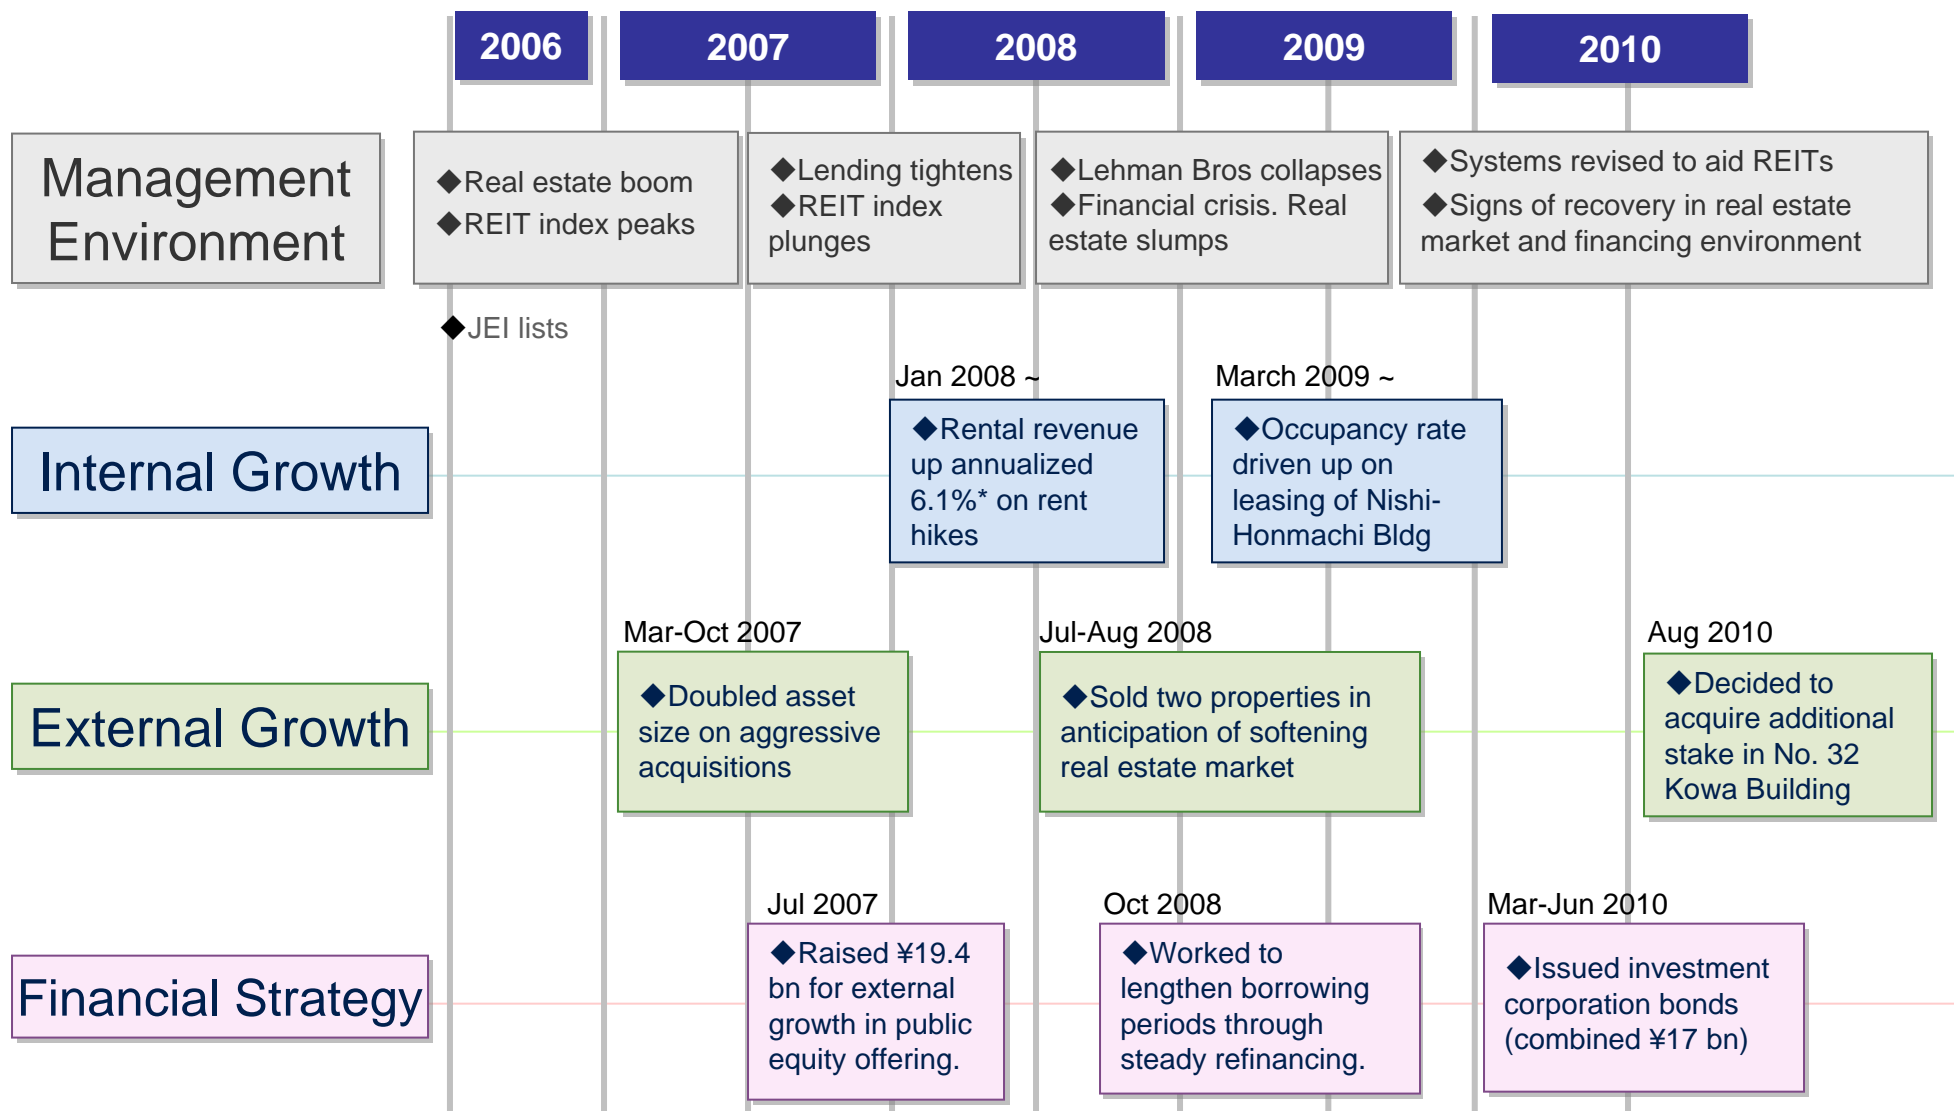 2006
2007
2008
2009
2010
Management
Environment
◆Real estate boom
◆REIT index peaks
◆Lending tightens
◆REIT index
plunges
◆Lehman Bros collapses
◆Financial crisis. Real
estate slumps
◆Systems revised to aid REITs
◆Signs of recovery in real estate
market and financing environment
◆JEI lists
Internal Growth
Jan 2008 ~
◆Rental revenue
up annualized
6.1%* on rent
hikes
March 2009 ~
◆Occupancy rate
driven up on
leasing of Nishi-
Honmachi Bldg
External Growth
Mar-Oct 2007
◆Doubled asset
size on aggressive
acquisitions
Jul-Aug 2008
◆Sold two properties in
anticipation of softening
real estate market
Aug 2010
◆Decided to
acquire additional
stake in No. 32
Kowa Building
Financial Strategy
Jul 2007
◆Raised ¥19.4
bn for external
growth in public
equity offering.
Oct 2008
◆Worked to
lengthen borrowing
periods through
steady refinancing.
Mar-Jun 2010
◆Issued investment
corporation bonds
(combined ¥17 bn)